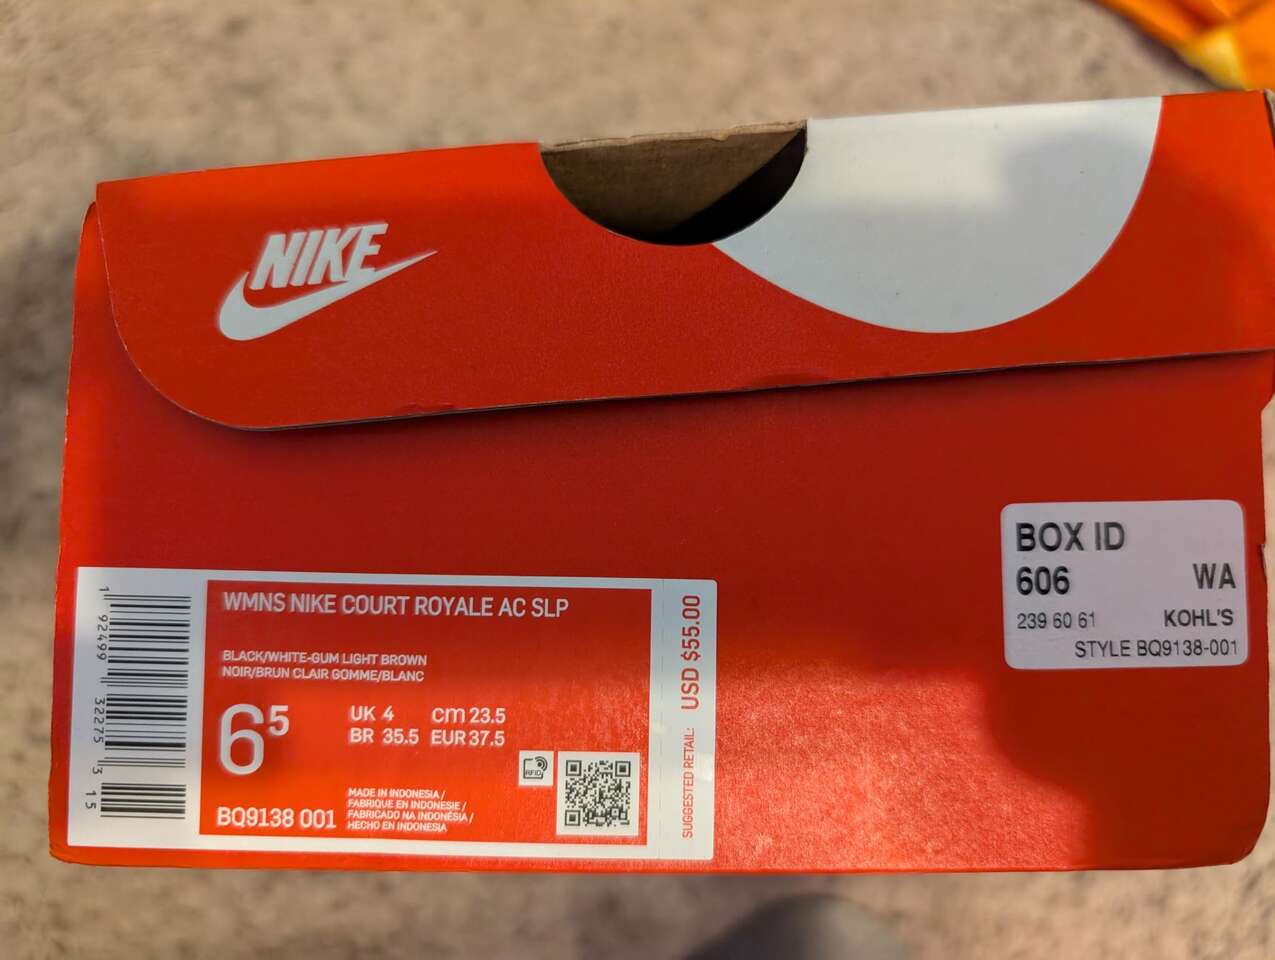 NIKE
BOX ID
606 WA
239 60 61 KOHL'S
STYLE BQ9138-001
WMNS NIKE COURT ROYALE AC SLP
BLACK/WHITE-GUM LIGHT BROWN
NOIR/BRUN CLAIR GOMME/BLANC
6⁵
UK 4 cm 23.5
BR 35.5 EUR 37.5
RFID
BQ9138 001
MADE IN INDONESIA /
FABRIQUE EN INDONESIE /
FABRICADO NA INDONÉSIA /
HECHO EN INDONESIA
SUGGESTED RETAIL: USD $55.00
1 92499 32275 3 15